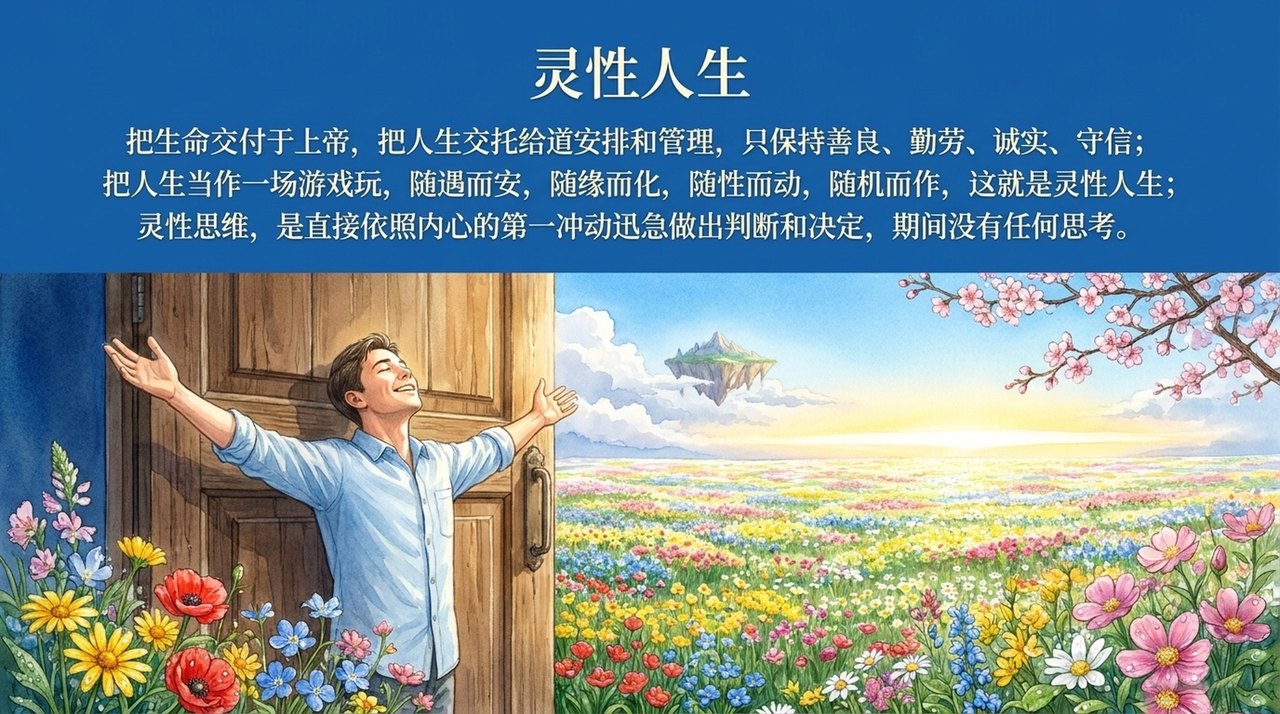 灵性人生
把生命交付于上帝，把人生交托给道安排和管理，只保持善良、勤劳、诚实、守信；
把人生当作一场游戏玩，随遇而安，随缘而化，随性而动，随机而作，这就是灵性人生；
灵性思维，是直接依照内心的第一冲动迅急做出判断和决定，期间没有任何思考。